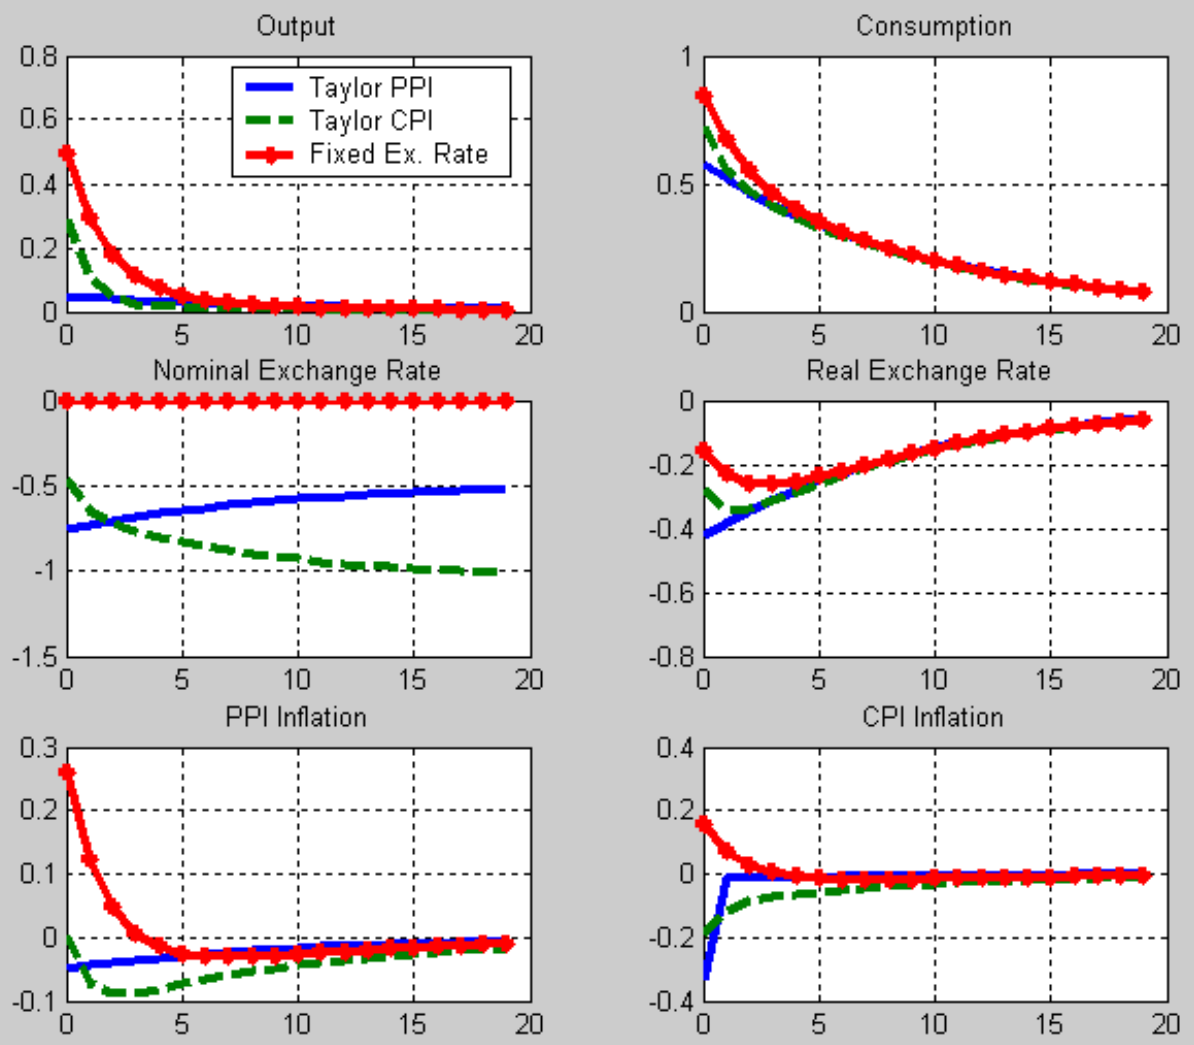 Output
0.8
0.6
0.4
0.2
0
0 5 10 15 20
Taylor PPI
Taylor CPI
Fixed Ex. Rate
Consumption
1
0.5
0
0 5 10 15 20
Nominal Exchange Rate
0
-0.5
-1
-1.5
0 5 10 15 20
Real Exchange Rate
0
-0.2
-0.4
-0.6
-0.8
0 5 10 15 20
PPI Inflation
0.3
0.2
0.1
0
-0.1
0 5 10 15 20
CPI Inflation
0.4
0.2
0
-0.2
-0.4
0 5 10 15 20